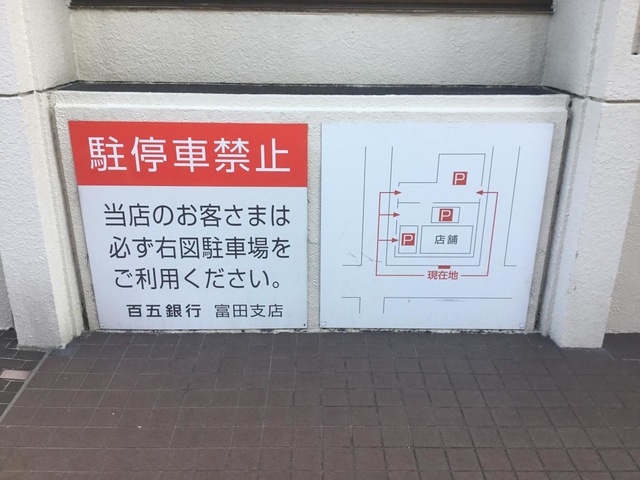 駐停車禁止
当店のお客さまは
必ず右図駐車場を
ご利用ください。
百五銀行 富田支店
P
P
P
店舗
現在地